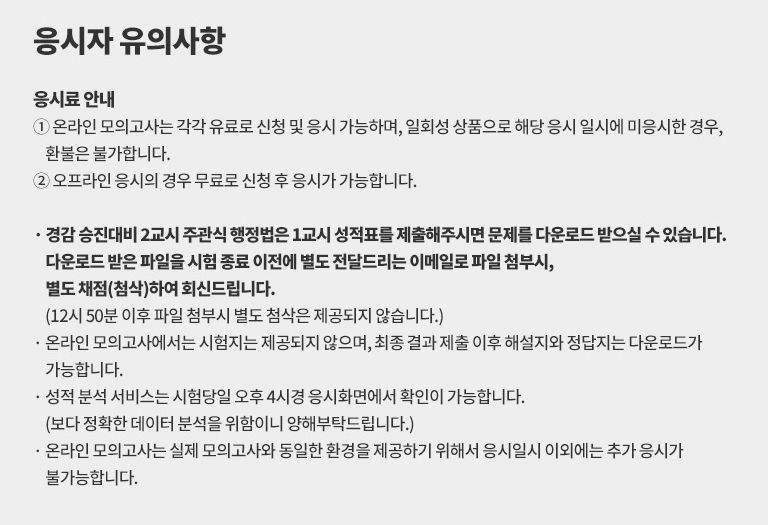 응시자 유의사항
응시료 안내
① 온라인 모의고사는 각각 유료로 신청 및 응시 가능하며, 일회성 상품으로 해당 응시 일시에 미응시한 경우,
환불은 불가합니다.
② 오프라인 응시의 경우 무료로 신청 후 응시가 가능합니다.
· 경감 승진대비 2교시 주관식 행정법은 1교시 성적표를 제출해주시면 문제를 다운로드 받으실 수 있습니다.
다운로드 받은 파일을 시험 종료 이전에 별도 전달드리는 이메일로 파일 첨부시,
별도 채점(첨삭)하여 회신드립니다.
(12시 50분 이후 파일 첨부시 별도 첨삭은 제공되지 않습니다.)
· 온라인 모의고사에서는 시험지는 제공되지 않으며, 최종 결과 제출 이후 해설지와 정답지는 다운로드가
가능합니다.
· 성적 분석 서비스는 시험당일 오후 4시경 응시화면에서 확인이 가능합니다.
(보다 정확한 데이터 분석을 위함이니 양해부탁드립니다.)
· 온라인 모의고사는 실제 모의고사와 동일한 환경을 제공하기 위해서 응시일시 이외에는 추가 응시가
불가능합니다.